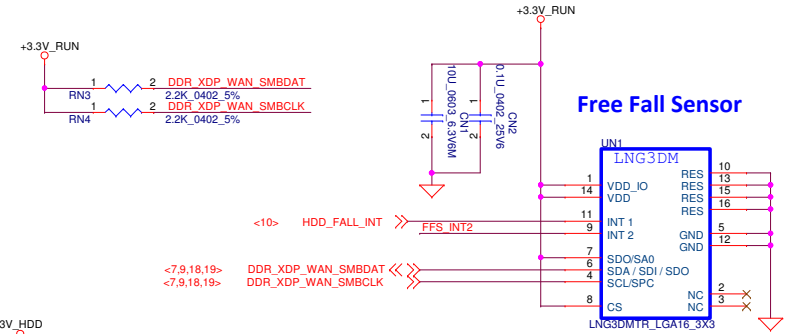 +3.3V_RUN
+3.3V_RUN
RN3 1 2 DDR_XDP_WAN_SMBDAT
2.2K_0402_5%
RN4 1 2 DDR_XDP_WAN_SMBCLK
2.2K_0402_5%
1 2 10U_0603_6.3V6M CN1
1 2 0.1U_0402_25V6 CN2
Free Fall Sensor
UN1
LNG3DM
1 VDD_IO
14 VDD
<10> HDD_FALL_INT 11 INT 1
FFS_INT2 9 INT 2
7 SDO/SA0
<7,9,18,19> DDR_XDP_WAN_SMBDAT 6 SDA / SDI / SDO
<7,9,18,19> DDR_XDP_WAN_SMBCLK 4 SCL/SPC
8 CS
RES 10
RES 13
RES 15
RES 16
GND 5
GND 12
NC 2
NC 3
LNG3DMTR_LGA16_3X3
3V_HDD